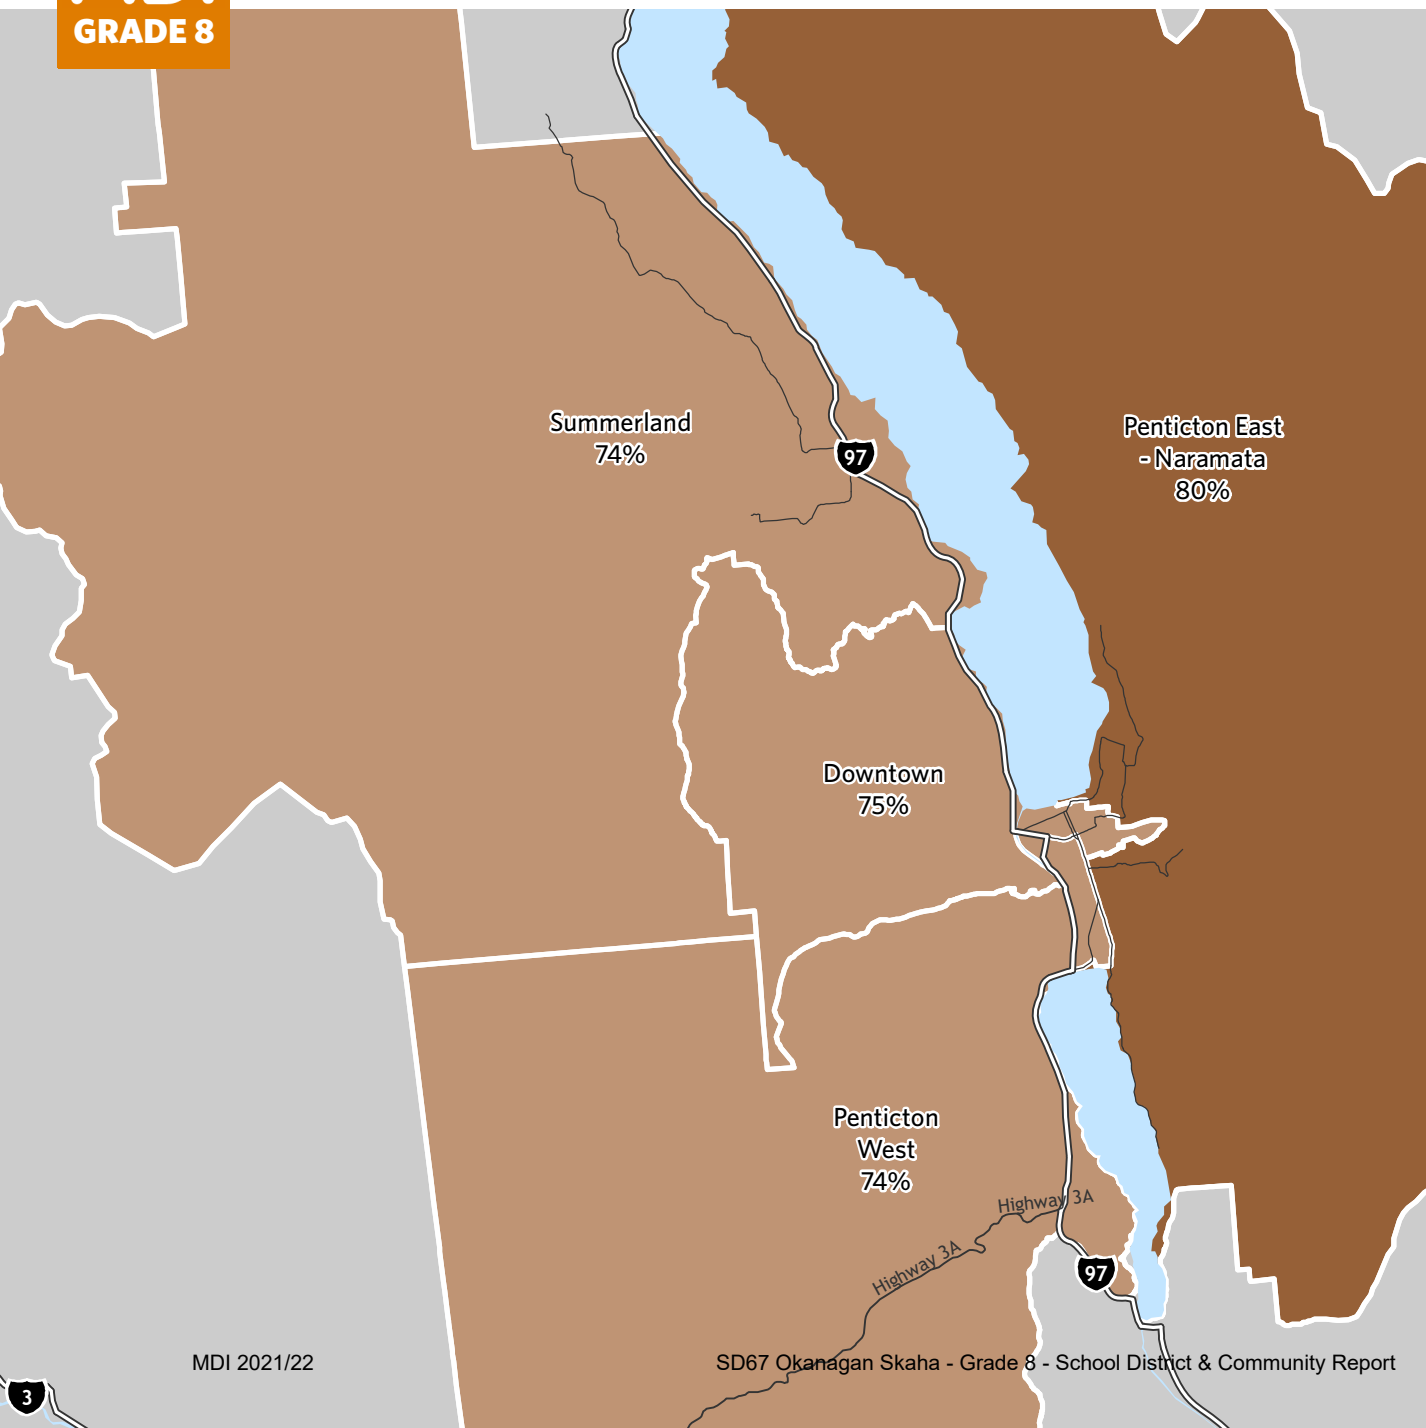 GRADE 8
Summerland
74%
97
Penticton East
- Naramata
80%
Downtown
75%
Penticton
West
74%
Highway 3A
Highway 3A
97
MDI 2021/22
SD67 Okanagan Skaha - Grade 8 - School District & Community Report
3